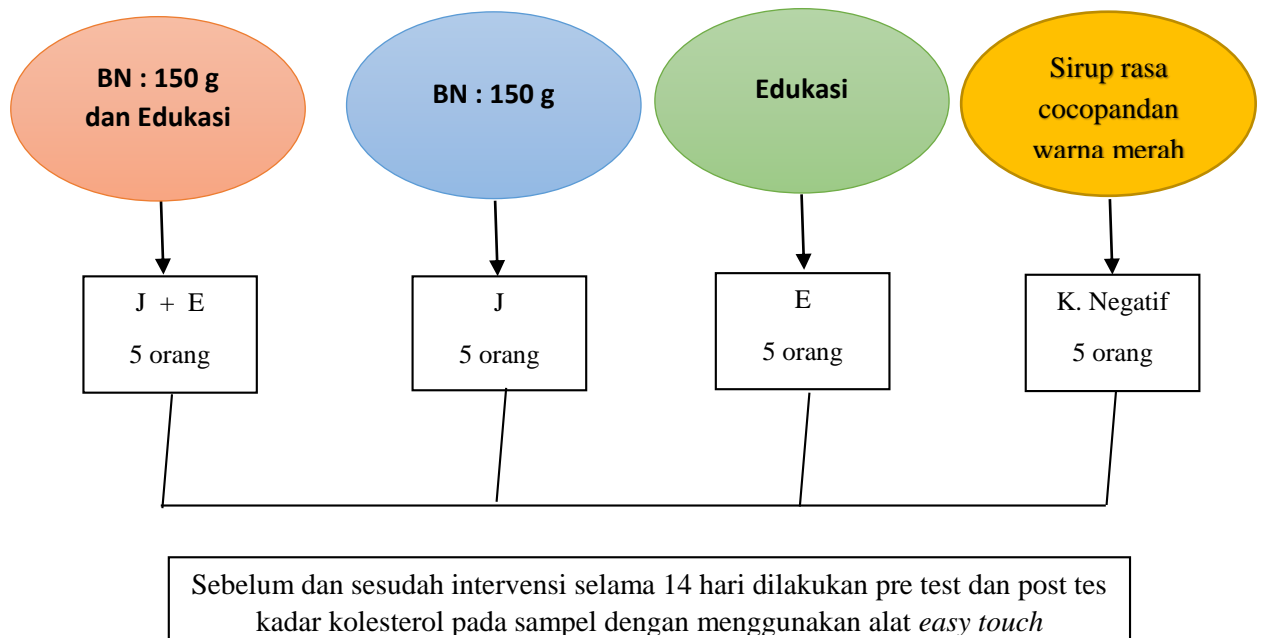 BN : 150 g
dan Edukasi
BN : 150 g
Edukasi
Sirup rasa
cocopandan
warna merah
J + E
5 orang
J
5 orang
E
5 orang
K. Negatif
5 orang
Sebelum dan sesudah intervensi selama 14 hari dilakukan pre test dan post tes
kadar kolesterol pada sampel dengan menggunakan alat easy touch